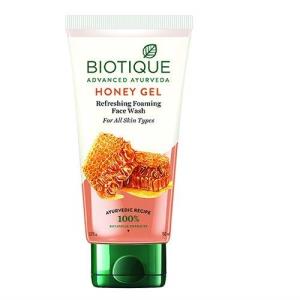 BIOTIQUE
ADVANCED AYURVEDA
HONEY GEL
Refreshing Foaming
Face Wash
For All Skin Types
AYURVEDIC RECIPE
100%